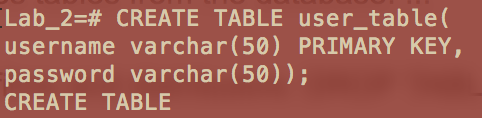 Lab_2=# CREATE TABLE user_table(
username varchar(50) PRIMARY KEY,
password varchar(50));
CREATE TABLE